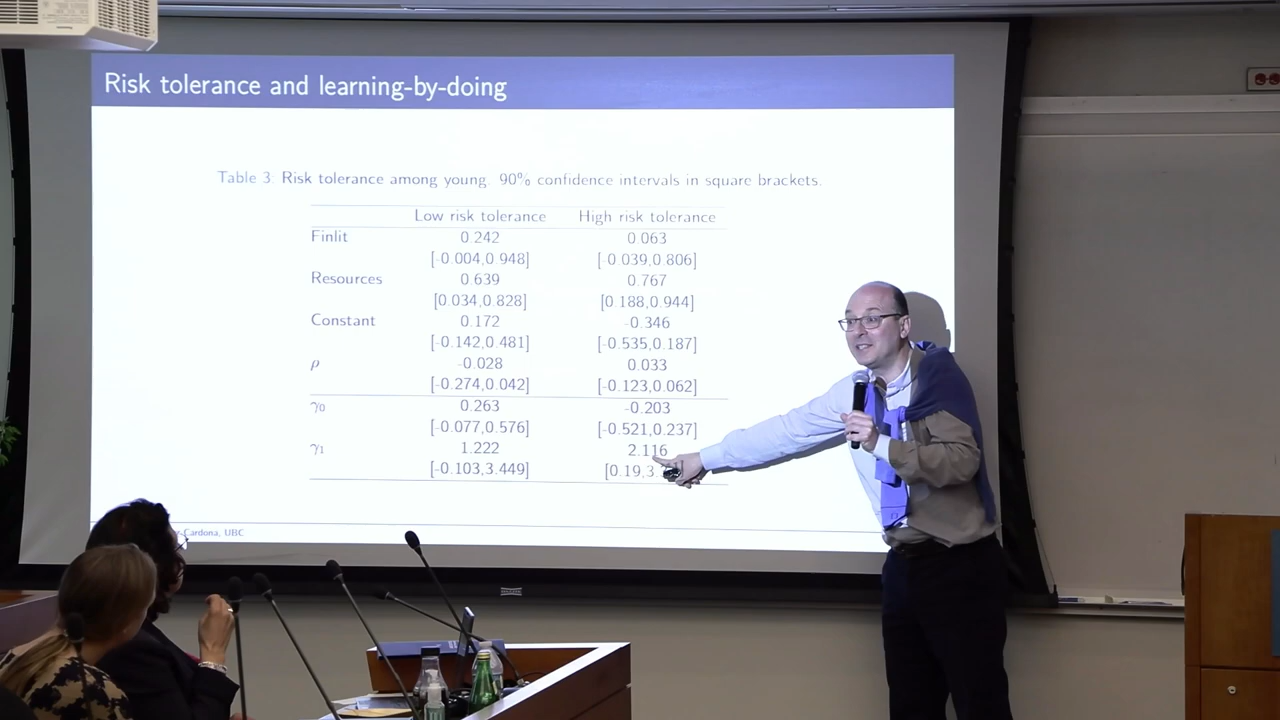 Risk tolerance and learning-by-doing
Table 3: Risk tolerance among young. 90% confidence intervals in square brackets.
Low risk tolerance High risk tolerance
Finlit 0.242 0.063
[-0.004,0.948] [-0.039,0.806]
Resources 0.639 0.767
[0.034,0.828] [0.188,0.944]
Constant 0.172 -0.346
[-0.142,0.481] [-0.535,0.187]
ρ -0.028 0.033
[-0.274,0.042] [-0.123,0.062]
γ0 0.263 -0.203
[-0.077,0.576] [-0.521,0.237]
γ1 1.222 2.116
[-0.103,3.449] [0.19,3.
Cardona, UBC